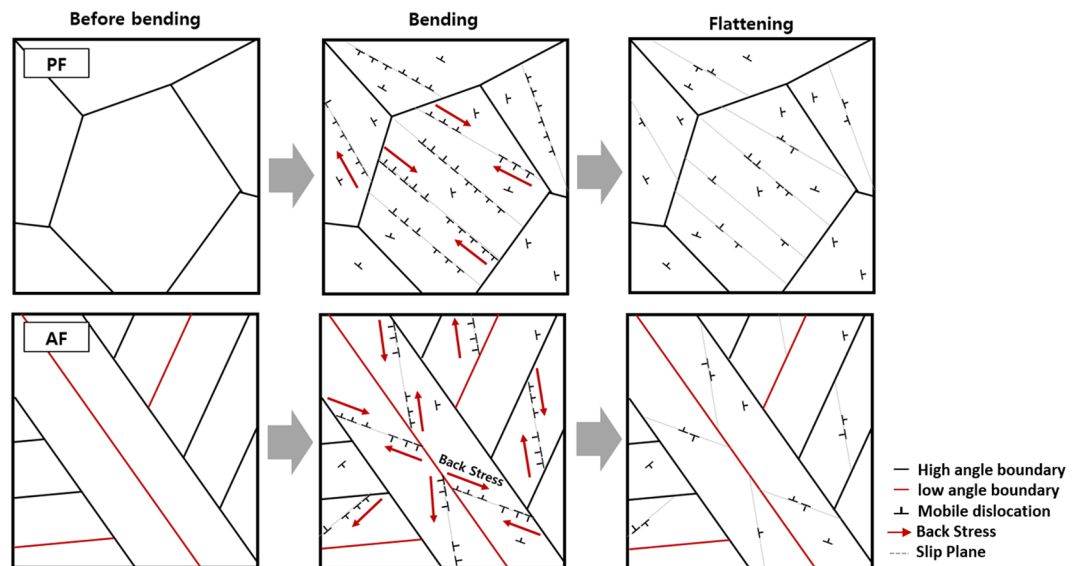 Before bending
Bending
Flattening
PF
AF
Back Stress
High angle boundary
low angle boundary
Mobile dislocation
Back Stress
Slip Plane